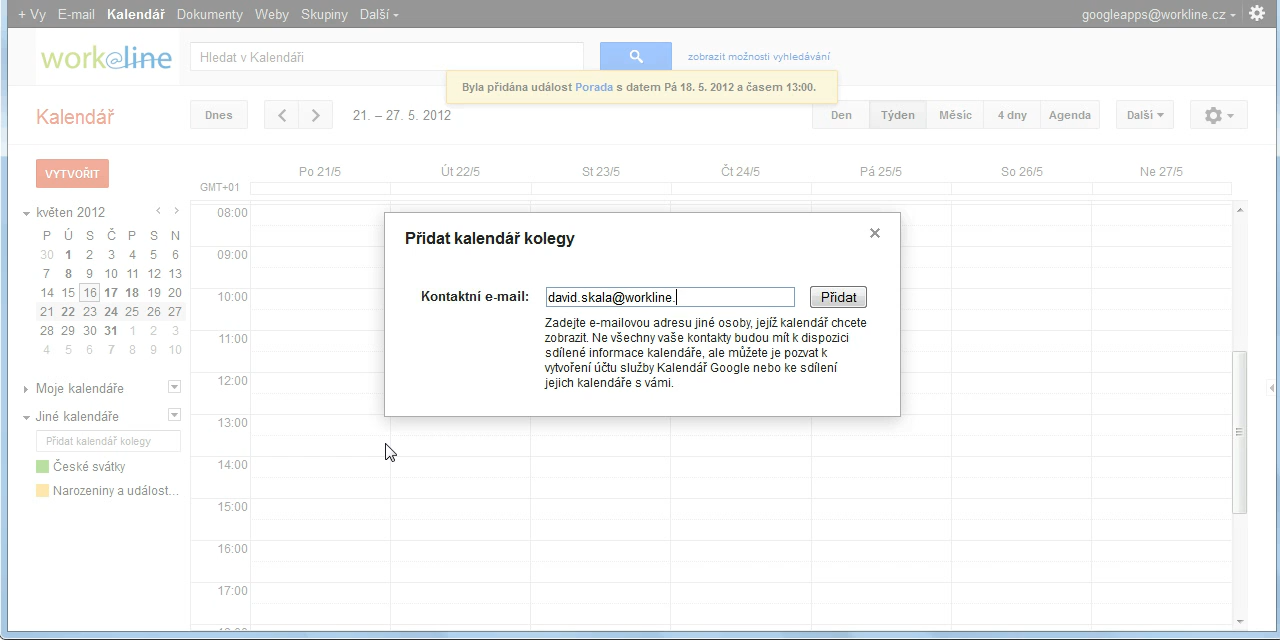 + Vy E-mail Kalendář Dokumenty Weby Skupiny Další googleapps@workline.cz
work@line Hledat v Kalendáři zobrazit možnosti vyhledávání
Byla přidána událost Porada s datem Pá 18. 5. 2012 a časem 13:00.
Kalendář Dnes 21. – 27. 5. 2012 Den Týden Měsíc 4 dny Agenda Další
VYTVOŘIT
Po 21/5 Út 22/5 St 23/5 Čt 24/5 Pá 25/5 So 26/5 Ne 27/5
GMT+01
květen 2012
P Ú S Č P S N
30 1 2 3 4 5 6
7 8 9 10 11 12 13
14 15 16 17 18 19 20
21 22 23 24 25 26 27
28 29 30 31 1 2 3
4 5 6 7 8 9 10
Moje kalendáře
Jiné kalendáře
Přidat kalendář kolegy
České svátky
Narozeniny a událost...
08:00
09:00
10:00
11:00
12:00
13:00
14:00
15:00
16:00
17:00
18:00
Přidat kalendář kolegy
Kontaktní e-mail: david.skala@workline. Přidat
Zadejte e-mailovou adresu jiné osoby, jejíž kalendář chcete
zobrazit. Ne všechny vaše kontakty budou mít k dispozici
sdílené informace kalendáře, ale můžete je pozvat k
vytvoření účtu služby Kalendář Google nebo ke sdílení
jejich kalendáře s vámi.